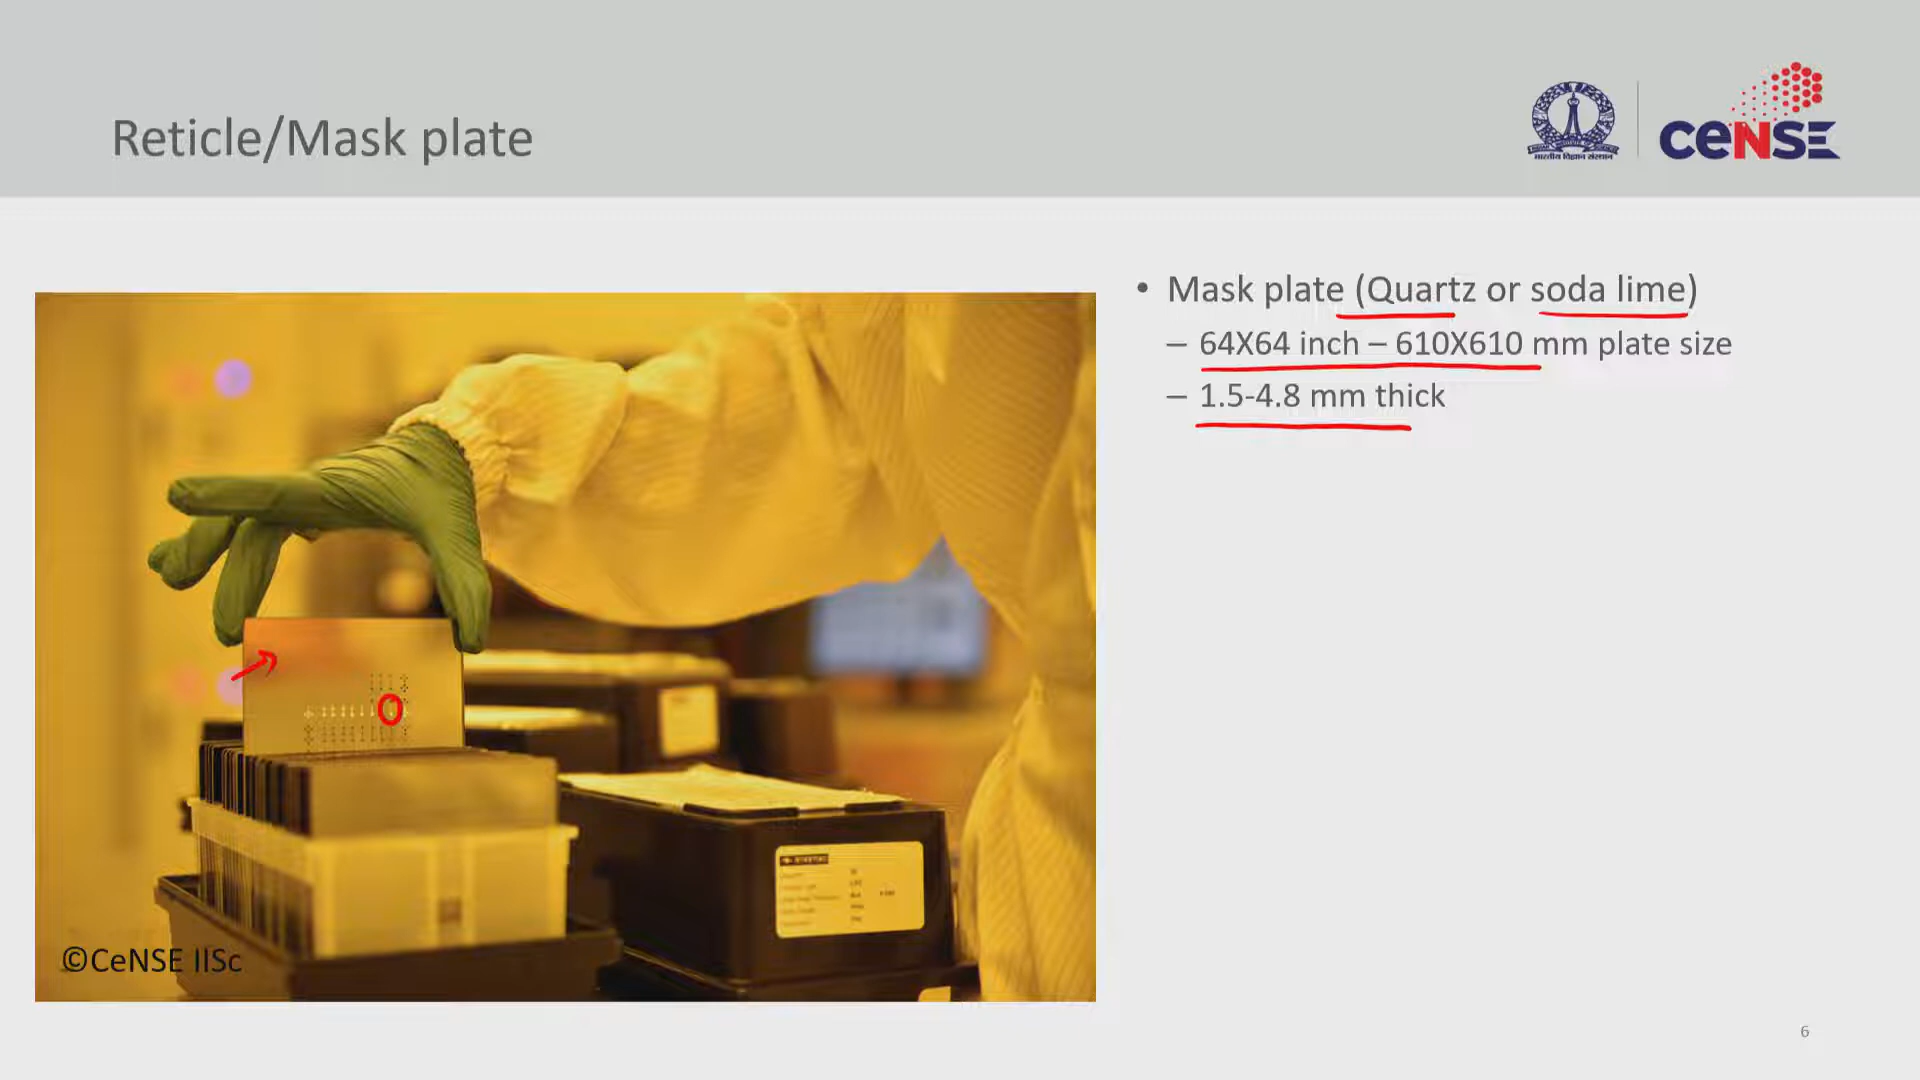 Reticle/Mask plate
भारतीय विज्ञान संस्थान
CeNSE
• Mask plate (Quartz or soda lime)
– 64X64 inch – 610X610 mm plate size
– 1.5-4.8 mm thick
©CeNSE IISc
6